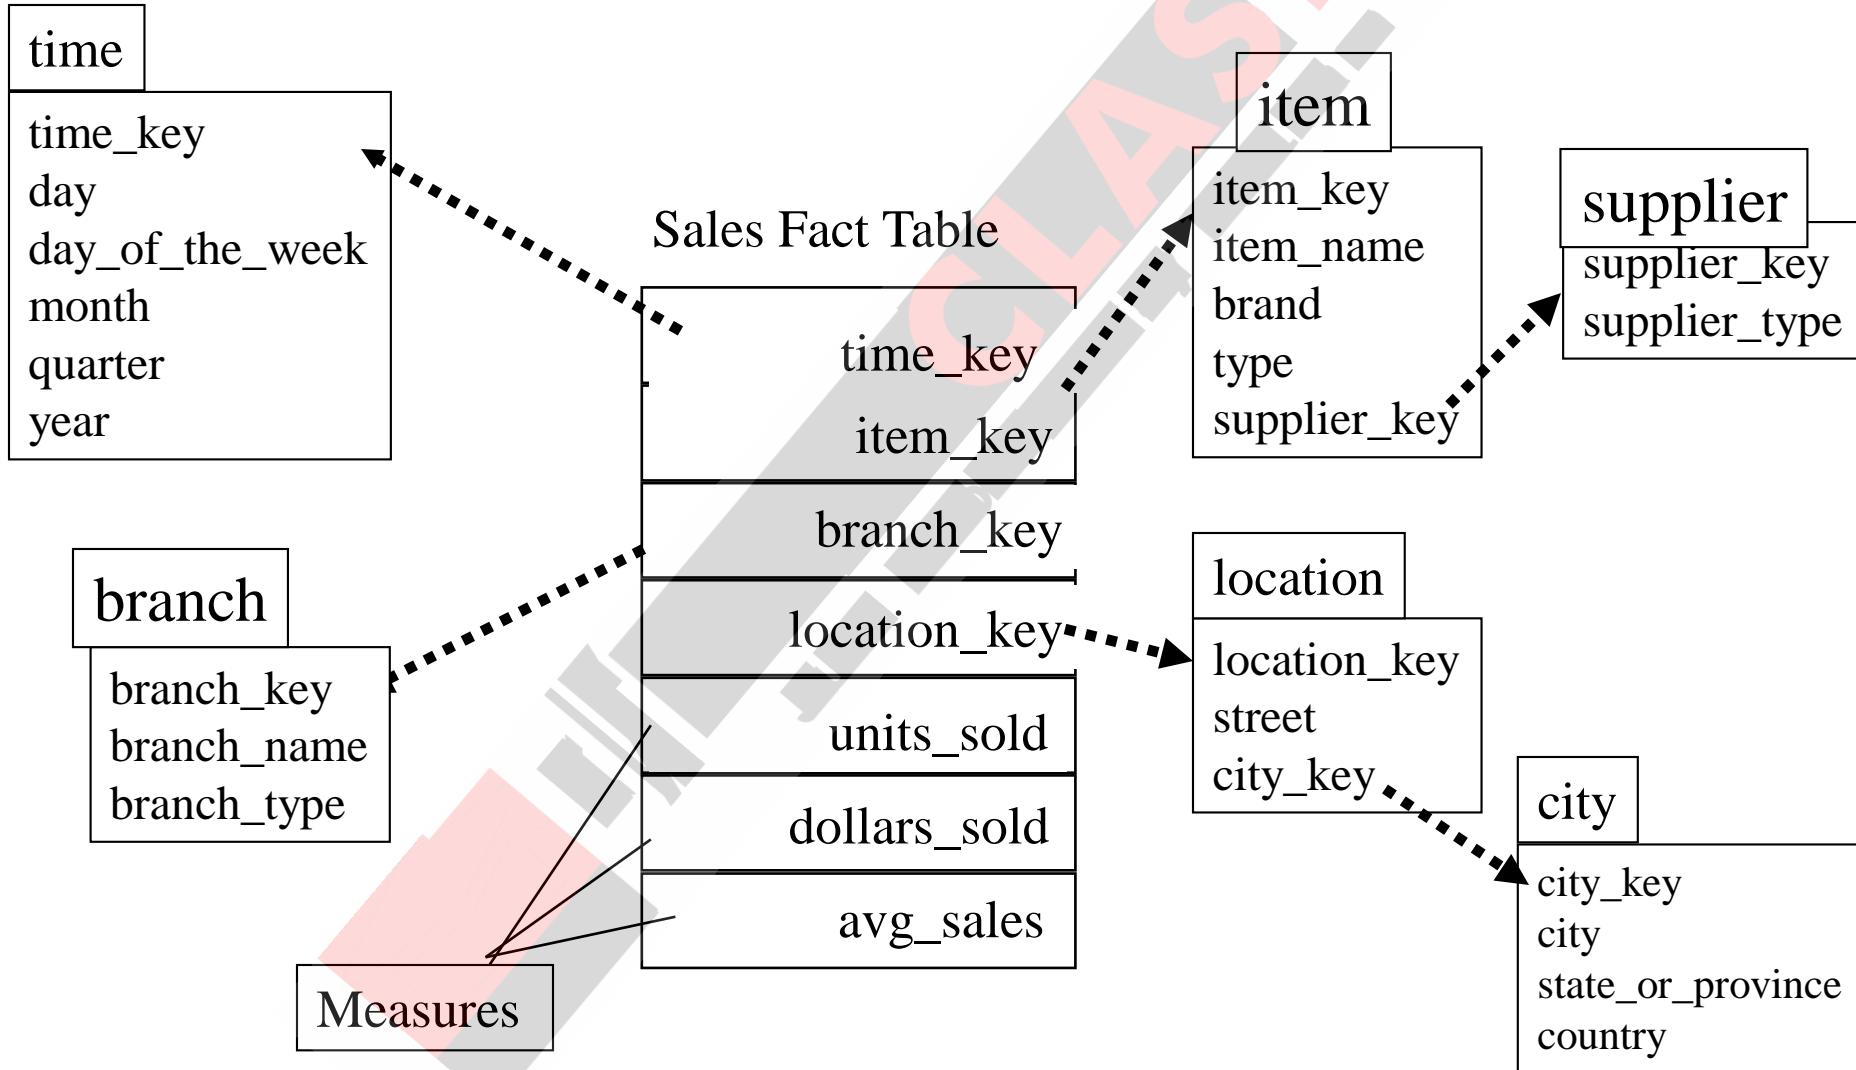 time
time_key
day
day_of_the_week
month
quarter
year
Sales Fact Table
time_key
item_key
branch_key
location_key
units_sold
dollars_sold
avg_sales
item
item_key
item_name
brand
type
supplier_key
supplier
supplier_key
supplier_type
branch
branch_key
branch_name
branch_type
location
location_key
street
city_key
city
city_key
city
state_or_province
country
Measures
CLAS